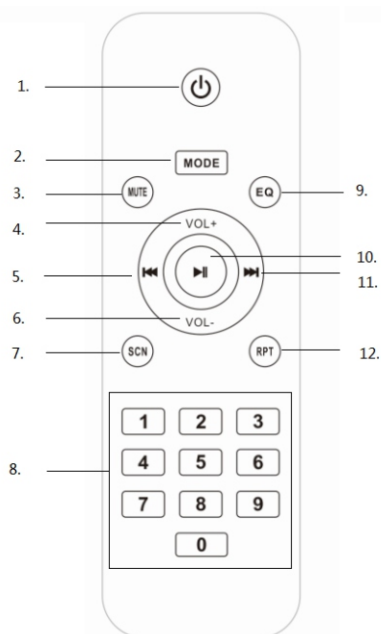 1.
2.
MODE
3.
MUTE
EQ
9.
4.
VOL+
10.
5.
11.
6.
VOL-
7.
SCN
RPT
12.
1 2 3
8.
4 5 6
7 8 9
0